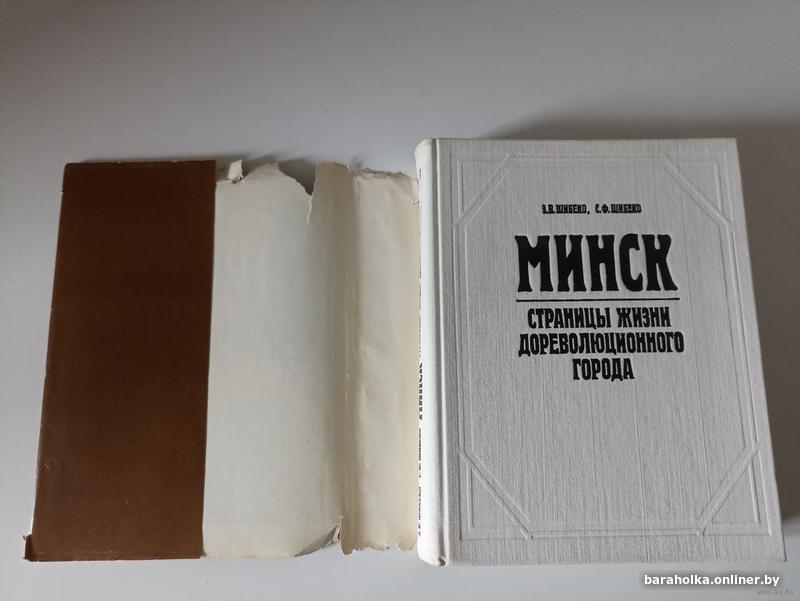 З.В. ШИБЕКО, С.Ф. ШИБЕКО
МИНСК
СТРАНИЦЫ ЖИЗНИ
ДОРЕВОЛЮЦИОННОГО
ГОРОДА
baraholka.onliner.by